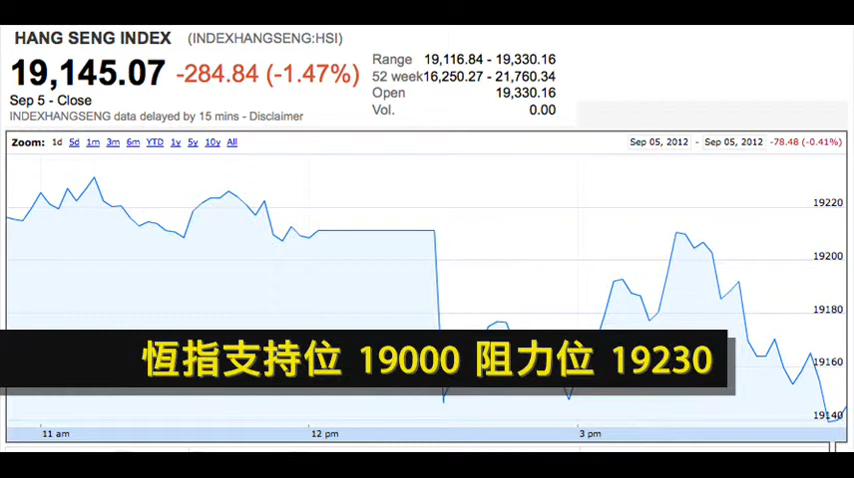 HANG SENG INDEX (INDEXHANGSENG:HSI)
19,145.07 -284.84 (-1.47%)
Sep 5 - Close
INDEXHANGSENG data delayed by 15 mins - Disclaimer
Range 19,116.84 - 19,330.16
52 week 16,250.27 - 21,760.34
Open 19,330.16
Vol. 0.00
Zoom: 1d 5d 1m 3m 6m YTD 1y 5y 10y All
Sep 05, 2012 - Sep 05, 2012 -78.48 (-0.41%)
19220
19200
19180
恆指支持位 19000 阻力位 19230
19160
19140
11 am 12 pm 3 pm